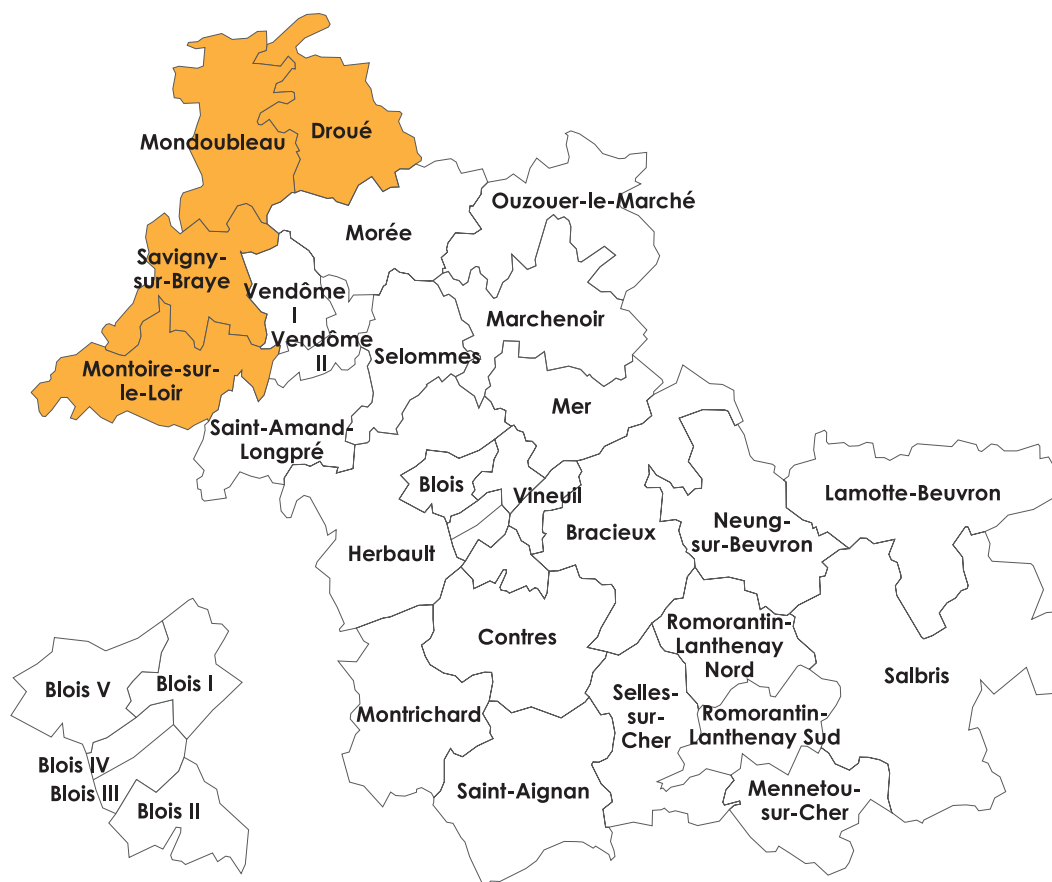 Droué
Mondoubleau
Ouzouer-le-Marché
Morée
Savigny-
sur-Braye
Vendôme
I
Marchenoir
Vendôme
II
Selommes
Montoire-sur-
le-Loir
Mer
Saint-Amand-
Longpré
Blois
Vineuil
Lamotte-Beuvron
Neung-
sur-Beuvron
Bracieux
Herbault
Contres
Romorantin-
Lanthenay
Nord
Salbris
Selles-
sur-
Cher
Montrichard
Romorantin-
Lanthenay Sud
Saint-Aignan
Mennetou-
sur-Cher
Blois V
Blois I
Blois IV
Blois III
Blois II